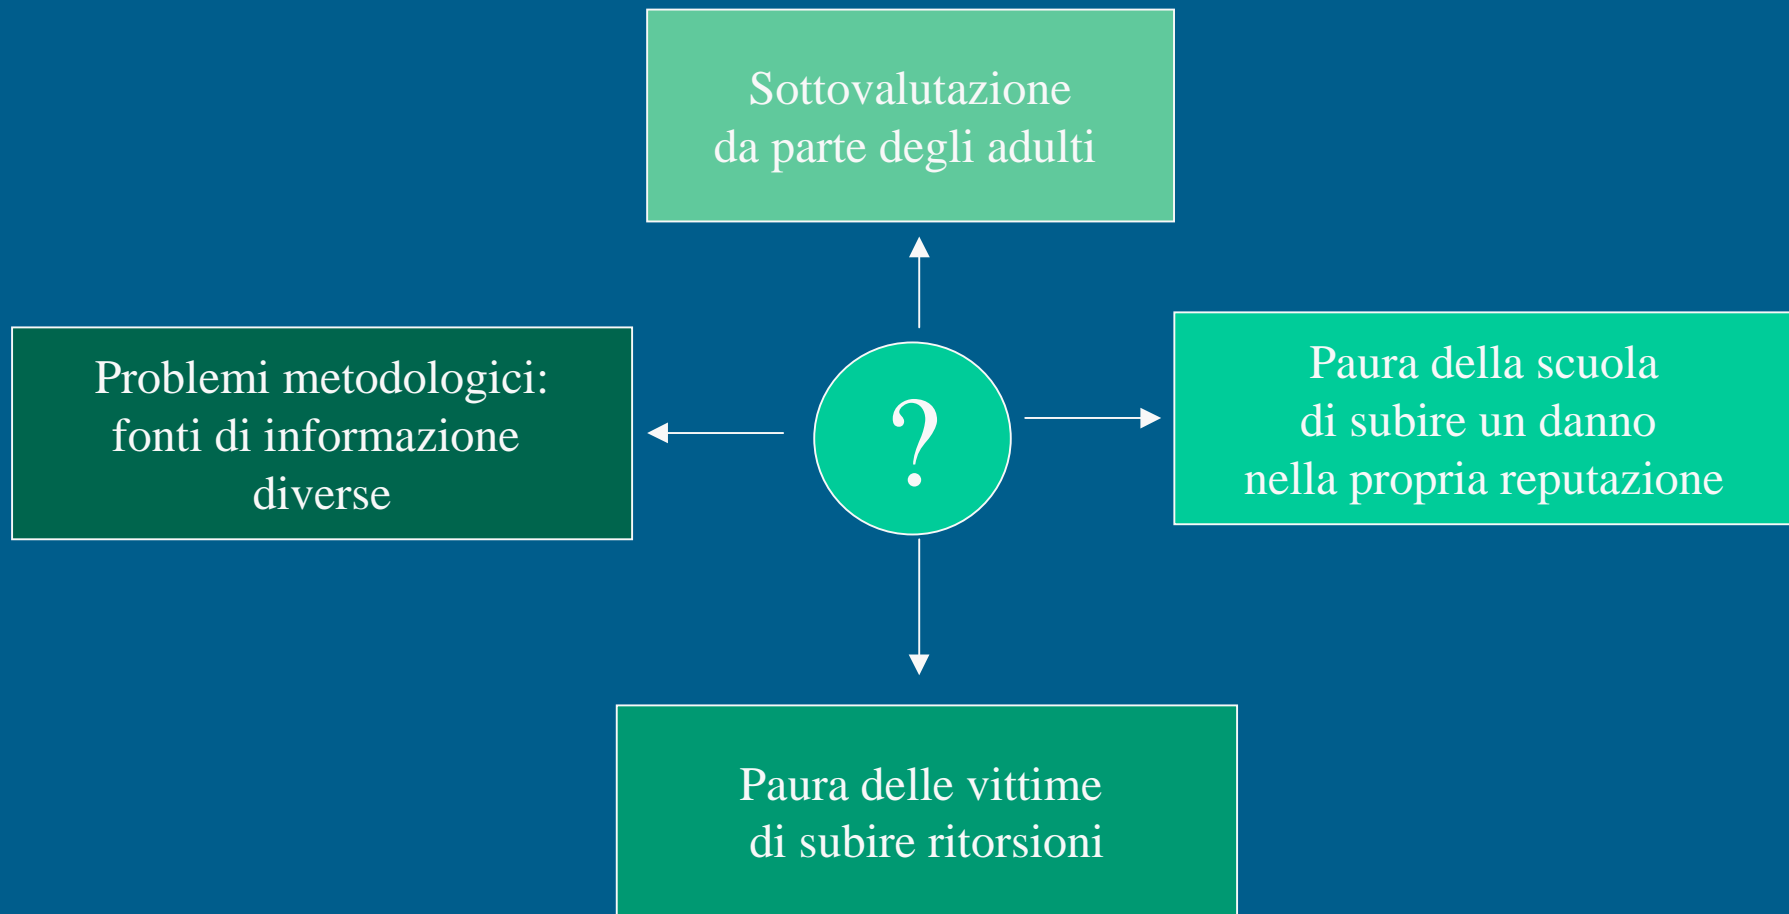 Sottovalutazione
da parte degli adulti
Problemi metodologici:
fonti di informazione
diverse
?
Paura della scuola
di subire un danno
nella propria reputazione
Paura delle vittime
di subire ritorsioni